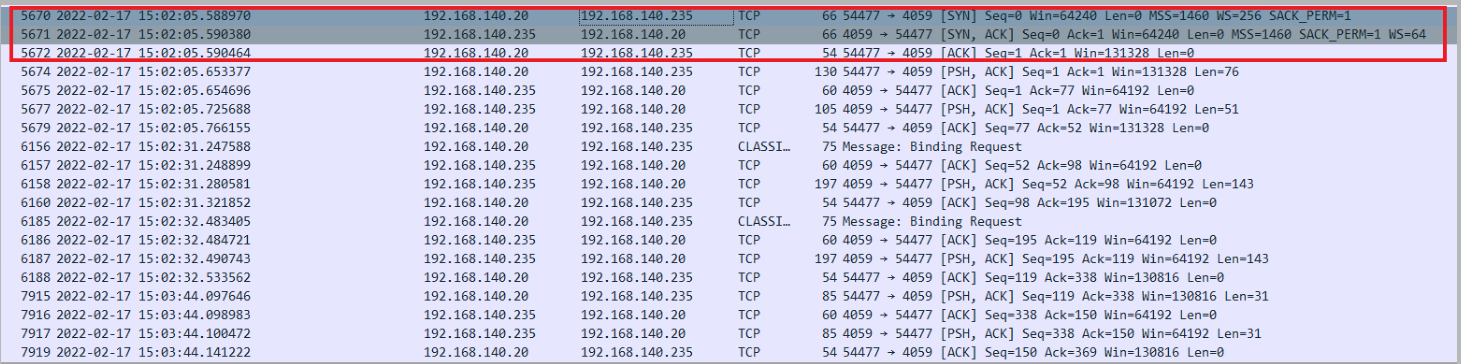 5670 2022-02-17 15:02:05.588970 192.168.140.20 192.168.140.235 TCP 66 54477 → 4059 [SYN] Seq=0 Win=64240 Len=0 MSS=1460 WS=256 SACK_PERM=1
5671 2022-02-17 15:02:05.590380 192.168.140.235 192.168.140.20 TCP 66 4059 → 54477 [SYN, ACK] Seq=0 Ack=1 Win=64240 Len=0 MSS=1460 SACK_PERM=1 WS=64
5672 2022-02-17 15:02:05.590464 192.168.140.20 192.168.140.235 TCP 54 54477 → 4059 [ACK] Seq=1 Ack=1 Win=131328 Len=0
5674 2022-02-17 15:02:05.653377 192.168.140.20 192.168.140.235 TCP 130 54477 → 4059 [PSH, ACK] Seq=1 Ack=1 Win=131328 Len=76
5675 2022-02-17 15:02:05.654696 192.168.140.235 192.168.140.20 TCP 60 4059 → 54477 [ACK] Seq=1 Ack=77 Win=64192 Len=0
5677 2022-02-17 15:02:05.725688 192.168.140.235 192.168.140.20 TCP 105 4059 → 54477 [PSH, ACK] Seq=1 Ack=77 Win=64192 Len=51
5679 2022-02-17 15:02:05.766155 192.168.140.20 192.168.140.235 TCP 54 54477 → 4059 [ACK] Seq=77 Ack=52 Win=131328 Len=0
6156 2022-02-17 15:02:31.247588 192.168.140.20 192.168.140.235 CLASSI… 75 Message: Binding Request
6157 2022-02-17 15:02:31.248899 192.168.140.235 192.168.140.20 TCP 60 4059 → 54477 [ACK] Seq=52 Ack=98 Win=64192 Len=0
6158 2022-02-17 15:02:31.280581 192.168.140.235 192.168.140.20 TCP 197 4059 → 54477 [PSH, ACK] Seq=52 Ack=98 Win=64192 Len=143
6160 2022-02-17 15:02:31.321852 192.168.140.20 192.168.140.235 TCP 54 54477 → 4059 [ACK] Seq=98 Ack=195 Win=131072 Len=0
6185 2022-02-17 15:02:32.483405 192.168.140.20 192.168.140.235 CLASSI… 75 Message: Binding Request
6186 2022-02-17 15:02:32.484721 192.168.140.235 192.168.140.20 TCP 60 4059 → 54477 [ACK] Seq=195 Ack=119 Win=64192 Len=0
6187 2022-02-17 15:02:32.490743 192.168.140.235 192.168.140.20 TCP 197 4059 → 54477 [PSH, ACK] Seq=195 Ack=119 Win=64192 Len=143
6188 2022-02-17 15:02:32.533562 192.168.140.20 192.168.140.235 TCP 54 54477 → 4059 [ACK] Seq=119 Ack=338 Win=130816 Len=0
7915 2022-02-17 15:03:44.097646 192.168.140.20 192.168.140.235 TCP 85 54477 → 4059 [PSH, ACK] Seq=119 Ack=338 Win=130816 Len=31
7916 2022-02-17 15:03:44.098983 192.168.140.235 192.168.140.20 TCP 60 4059 → 54477 [ACK] Seq=338 Ack=150 Win=64192 Len=0
7917 2022-02-17 15:03:44.100472 192.168.140.235 192.168.140.20 TCP 85 4059 → 54477 [PSH, ACK] Seq=338 Ack=150 Win=64192 Len=31
7919 2022-02-17 15:03:44.141222 192.168.140.20 192.168.140.235 TCP 54 54477 → 4059 [ACK] Seq=150 Ack=369 Win=130816 Len=0